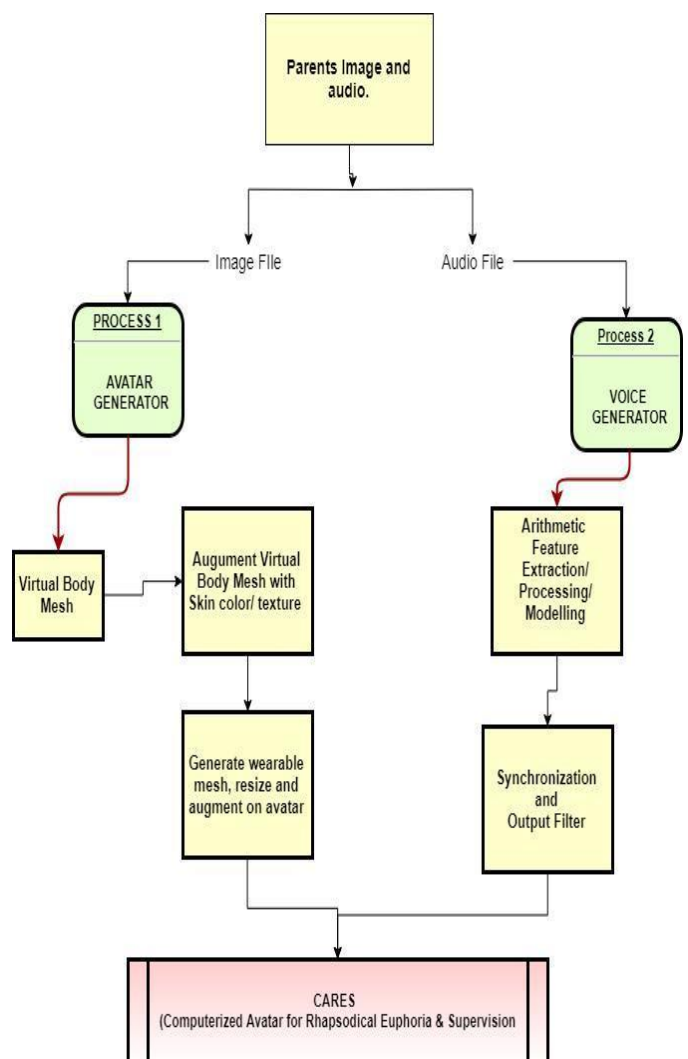 Parents Image and
audio.
Image FIle
Audio File
PROCESS 1
AVATAR
GENERATOR
Process 2
VOICE
GENERATOR
Virtual Body
Mesh
Augument Virtual
Body Mesh with
Skin color/ texture
Arithmetic
Feature
Extraction/
Processing/
Modelling
Generate wearable
mesh, resize and
augment on avatar
Synchronization
and
Output Filter
CARES
(Computerized Avatar for Rhapsodical Euphoria & Supervision